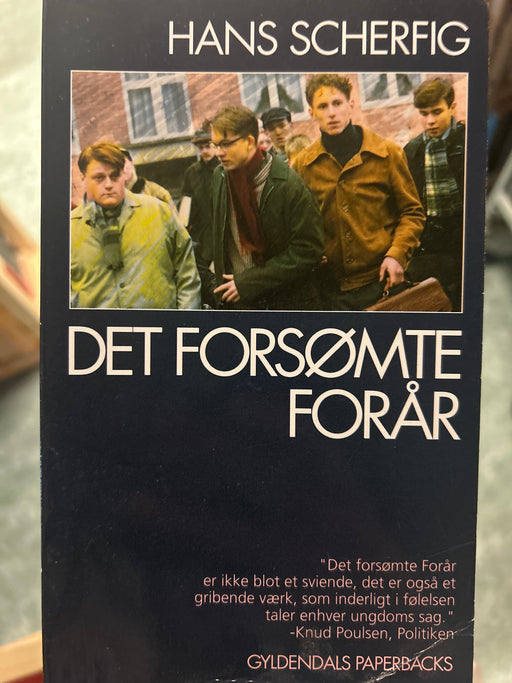 HANS SCHERFIG
DET FORSØMTE
FORÅR
"Det forsømte Forår
er ikke blot et sviende, det er også et
gribende værk, som inderligt i følelsen
taler enhver ungdoms sag."
-Knud Poulsen, Politiken
GYLDENDALS PAPERBACKS